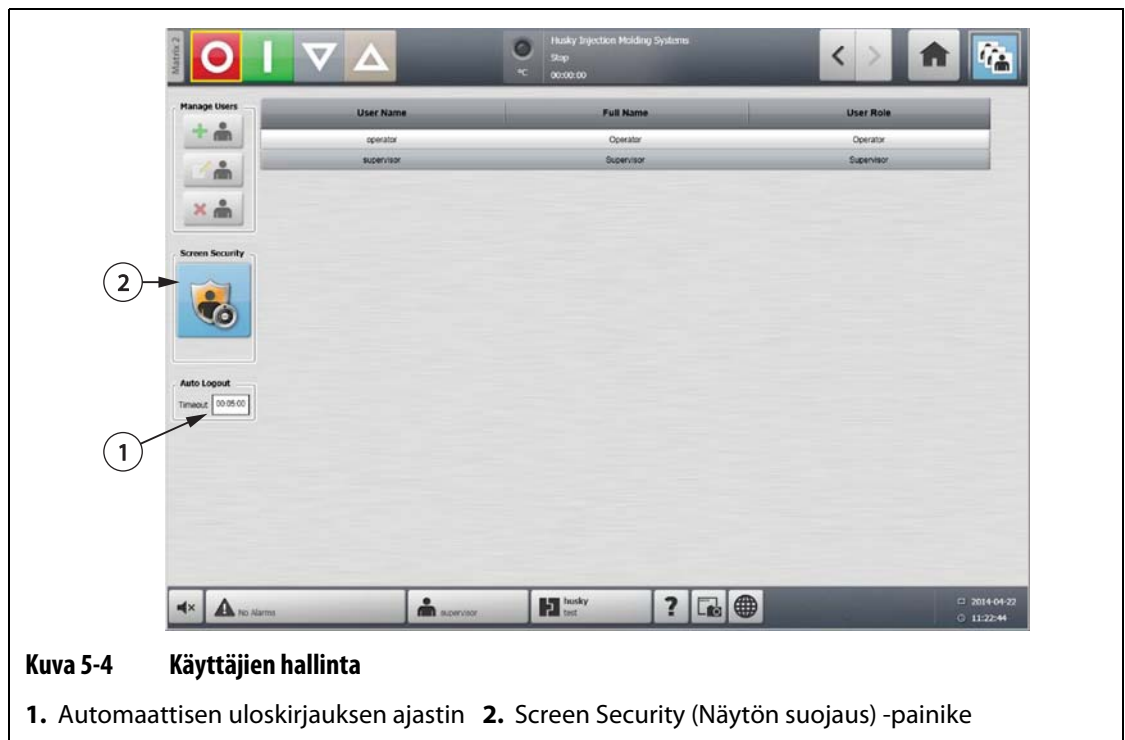 Matrix 2
Husky Injection Molding Systems
Stop
°C 00:00:00
Manage Users
User Name Full Name User Role
operator Operator Operator
supervisor Supervisor Supervisor
Screen Security
2
Auto Logout
Timeout 00:05:00
1
No Alarms
supervisor
husky
test
?
2014-04-22
11:22:44
Kuva 5-4 Käyttäjien hallinta
1. Automaattisen uloskirjauksen ajastin 2. Screen Security (Näytön suojaus) -painike